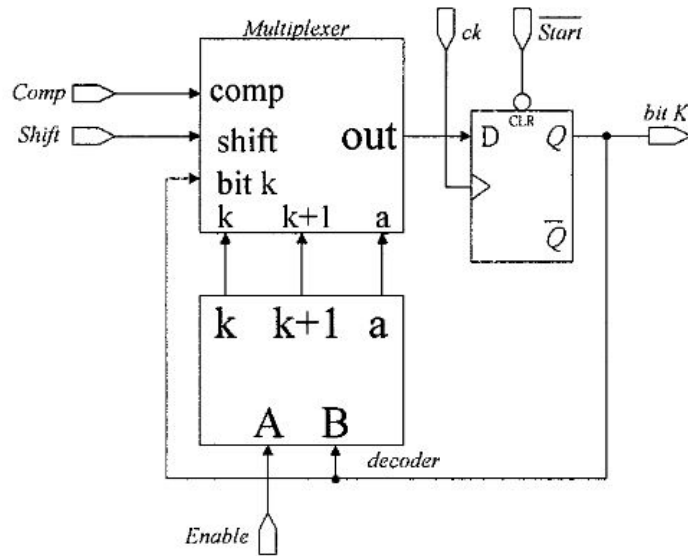 Multiplexer
ck
Start
Comp
comp
Shift
shift
out
bit k
k k+1 a
D
CLR
Q
bit K
Q
k k+1 a
A B
decoder
Enable